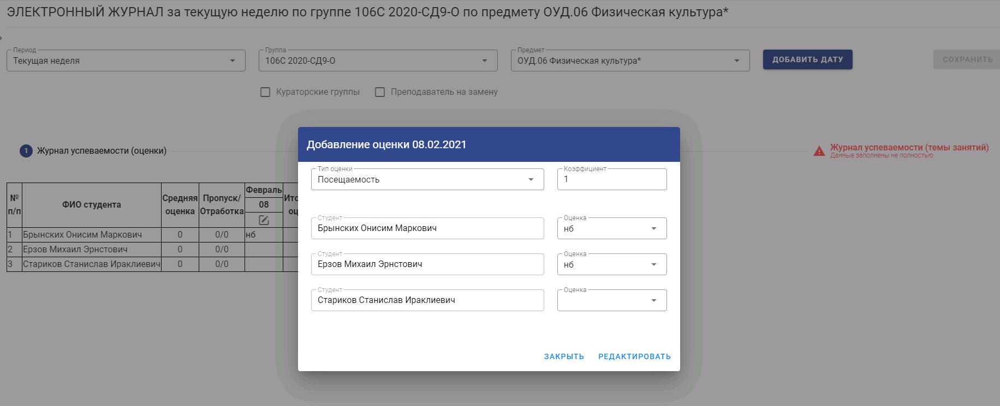 ЭЛЕКТРОННЫЙ ЖУРНАЛ за текущую неделю по группе 106С 2020-СД9-О по предмету ОУД.06 Физическая культура*
Период
Текущая неделя
Группа
106С 2020-СД9-О
Предмет
ОУД.06 Физическая культура*
ДОБАВИТЬ ДАТУ
СОХРАНИТЬ
Кураторские группы
Преподаватель на замену
1 Журнал успеваемости (оценки)
Журнал успеваемости (темы занятий)
Данные заполнены не полностью
№ п/п
ФИО студента
Средняя оценка
Пропуск/ Отработка
Февраль
08
1 Брынских Онисим Маркович 0 0/0 нб
2 Ерзов Михаил Эрнстович 0 0/0
3 Стариков Станислав Ираклиевич 0 0/0
Добавление оценки 08.02.2021
Тип оценки
Посещаемость
Коэффициент
1
Студент
Брынских Онисим Маркович
Оценка
нб
Студент
Ерзов Михаил Эрнстович
Оценка
нб
Студент
Стариков Станислав Ираклиевич
Оценка
ЗАКРЫТЬ
РЕДАКТИРОВАТЬ